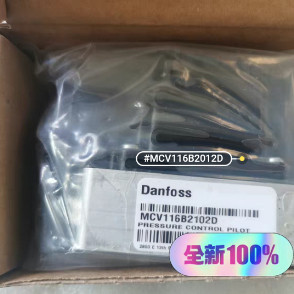 #MCV116B2012D
Danfoss
MCV116B2102D
PRESSURE CONTROL PILOT
全新100%